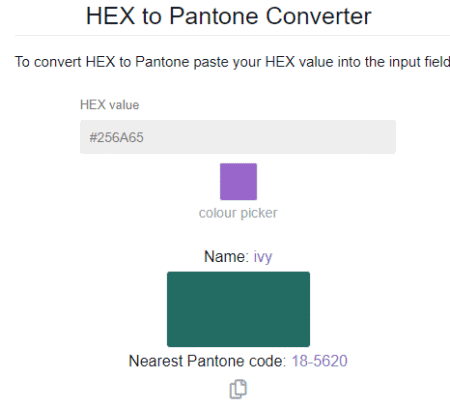 HEX to Pantone Converter
To convert HEX to Pantone paste your HEX value into the input field
HEX value
#256A65
colour picker
Name: ivy
Nearest Pantone code: 18-5620